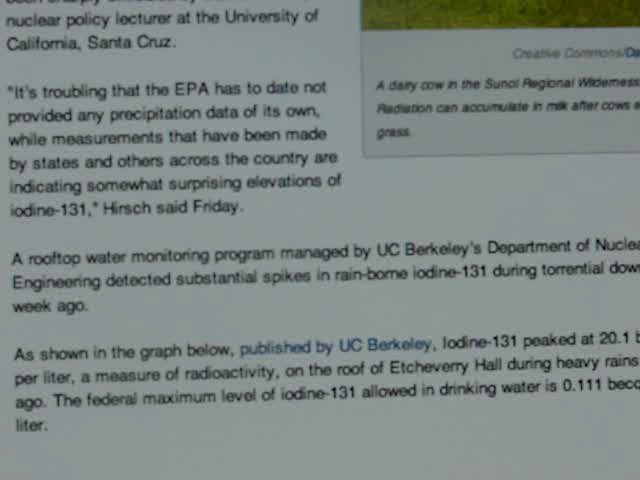 nuclear policy lecturer at the University of
California, Santa Cruz.
"It's troubling that the EPA has to date not
provided any precipitation data of its own,
while measurements that have been made
by states and others across the country are
indicating somewhat surprising elevations of
iodine-131," Hirsch said Friday.
Creative Commons/Da
A dairy cow in the Sunol Regional Wilderness
Radiation can accumulate in milk after cows e
grass.
A rooftop water monitoring program managed by UC Berkeley's Department of Nuclea
Engineering detected substantial spikes in rain-borne iodine-131 during torrential dow
week ago.
As shown in the graph below, published by UC Berkeley, Iodine-131 peaked at 20.1 b
per liter, a measure of radioactivity, on the roof of Etcheverry Hall during heavy rains
ago. The federal maximum level of iodine-131 allowed in drinking water is 0.111 becq
liter.